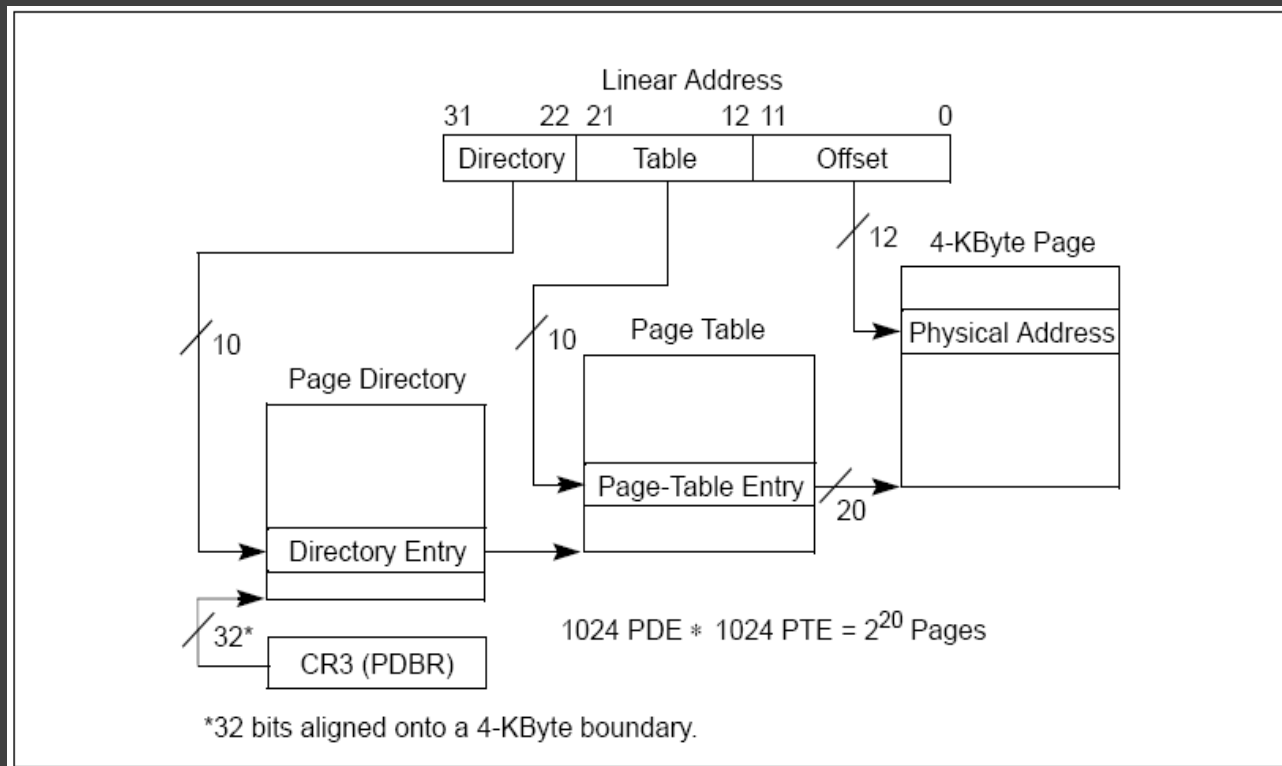 Linear Address
31 22 21 12 11 0
Directory Table Offset
12
4-KByte Page
Physical Address
10
10
Page Table
Page-Table Entry
20
Page Directory
Directory Entry
32*
CR3 (PDBR)
1024 PDE * 1024 PTE = 2^20 Pages
*32 bits aligned onto a 4-KByte boundary.